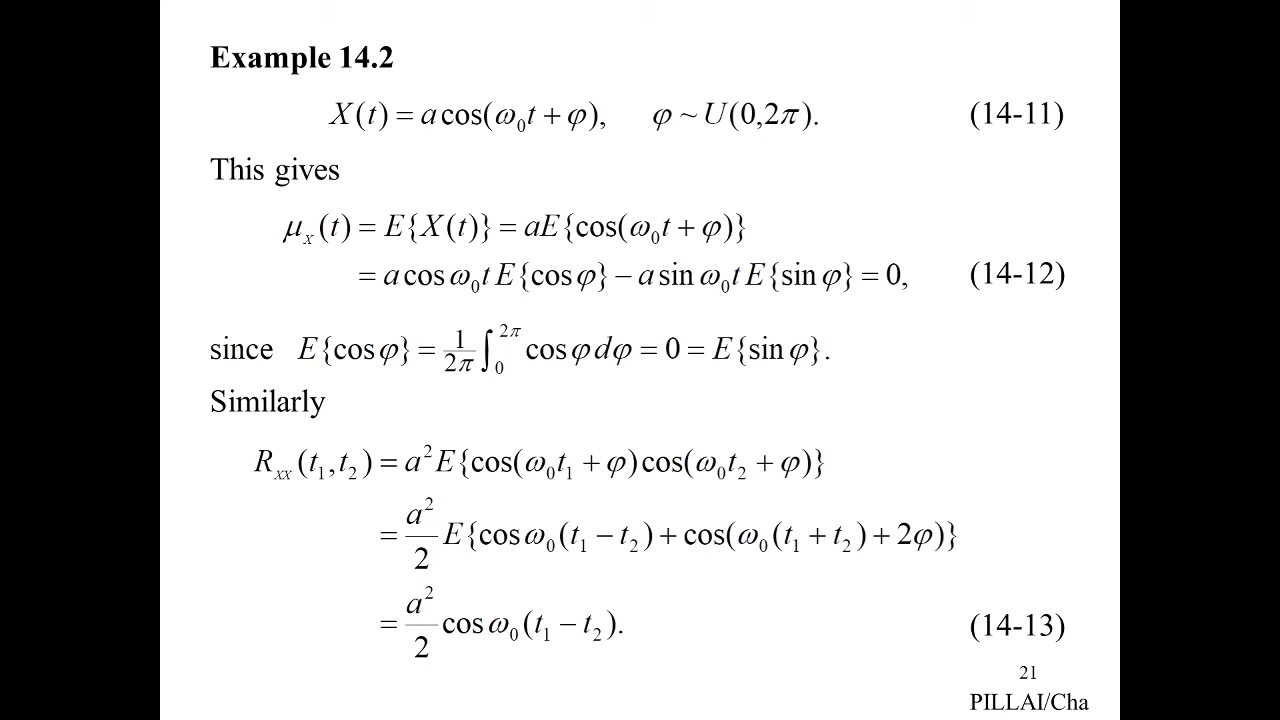 Example 14.2
X(t) = a cos(ω₀t + φ), φ ~ U(0,2π). (14-11)
This gives
μ_X(t) = E{X(t)} = aE{cos(ω₀t + φ)}
= a cos ω₀t E{cos φ} − a sin ω₀t E{sin φ} = 0, (14-12)
since E{cos φ} = 1/2π ∫₀^2π cos φ dφ = 0 = E{sin φ}.
Similarly
R_XX(t₁, t₂) = a² E{cos(ω₀t₁ + φ) cos(ω₀t₂ + φ)}
= a²/2 E{cos ω₀(t₁ − t₂) + cos(ω₀(t₁ + t₂) + 2φ)}
= a²/2 cos ω₀(t₁ − t₂). (14-13)
21
PILLAI/Cha